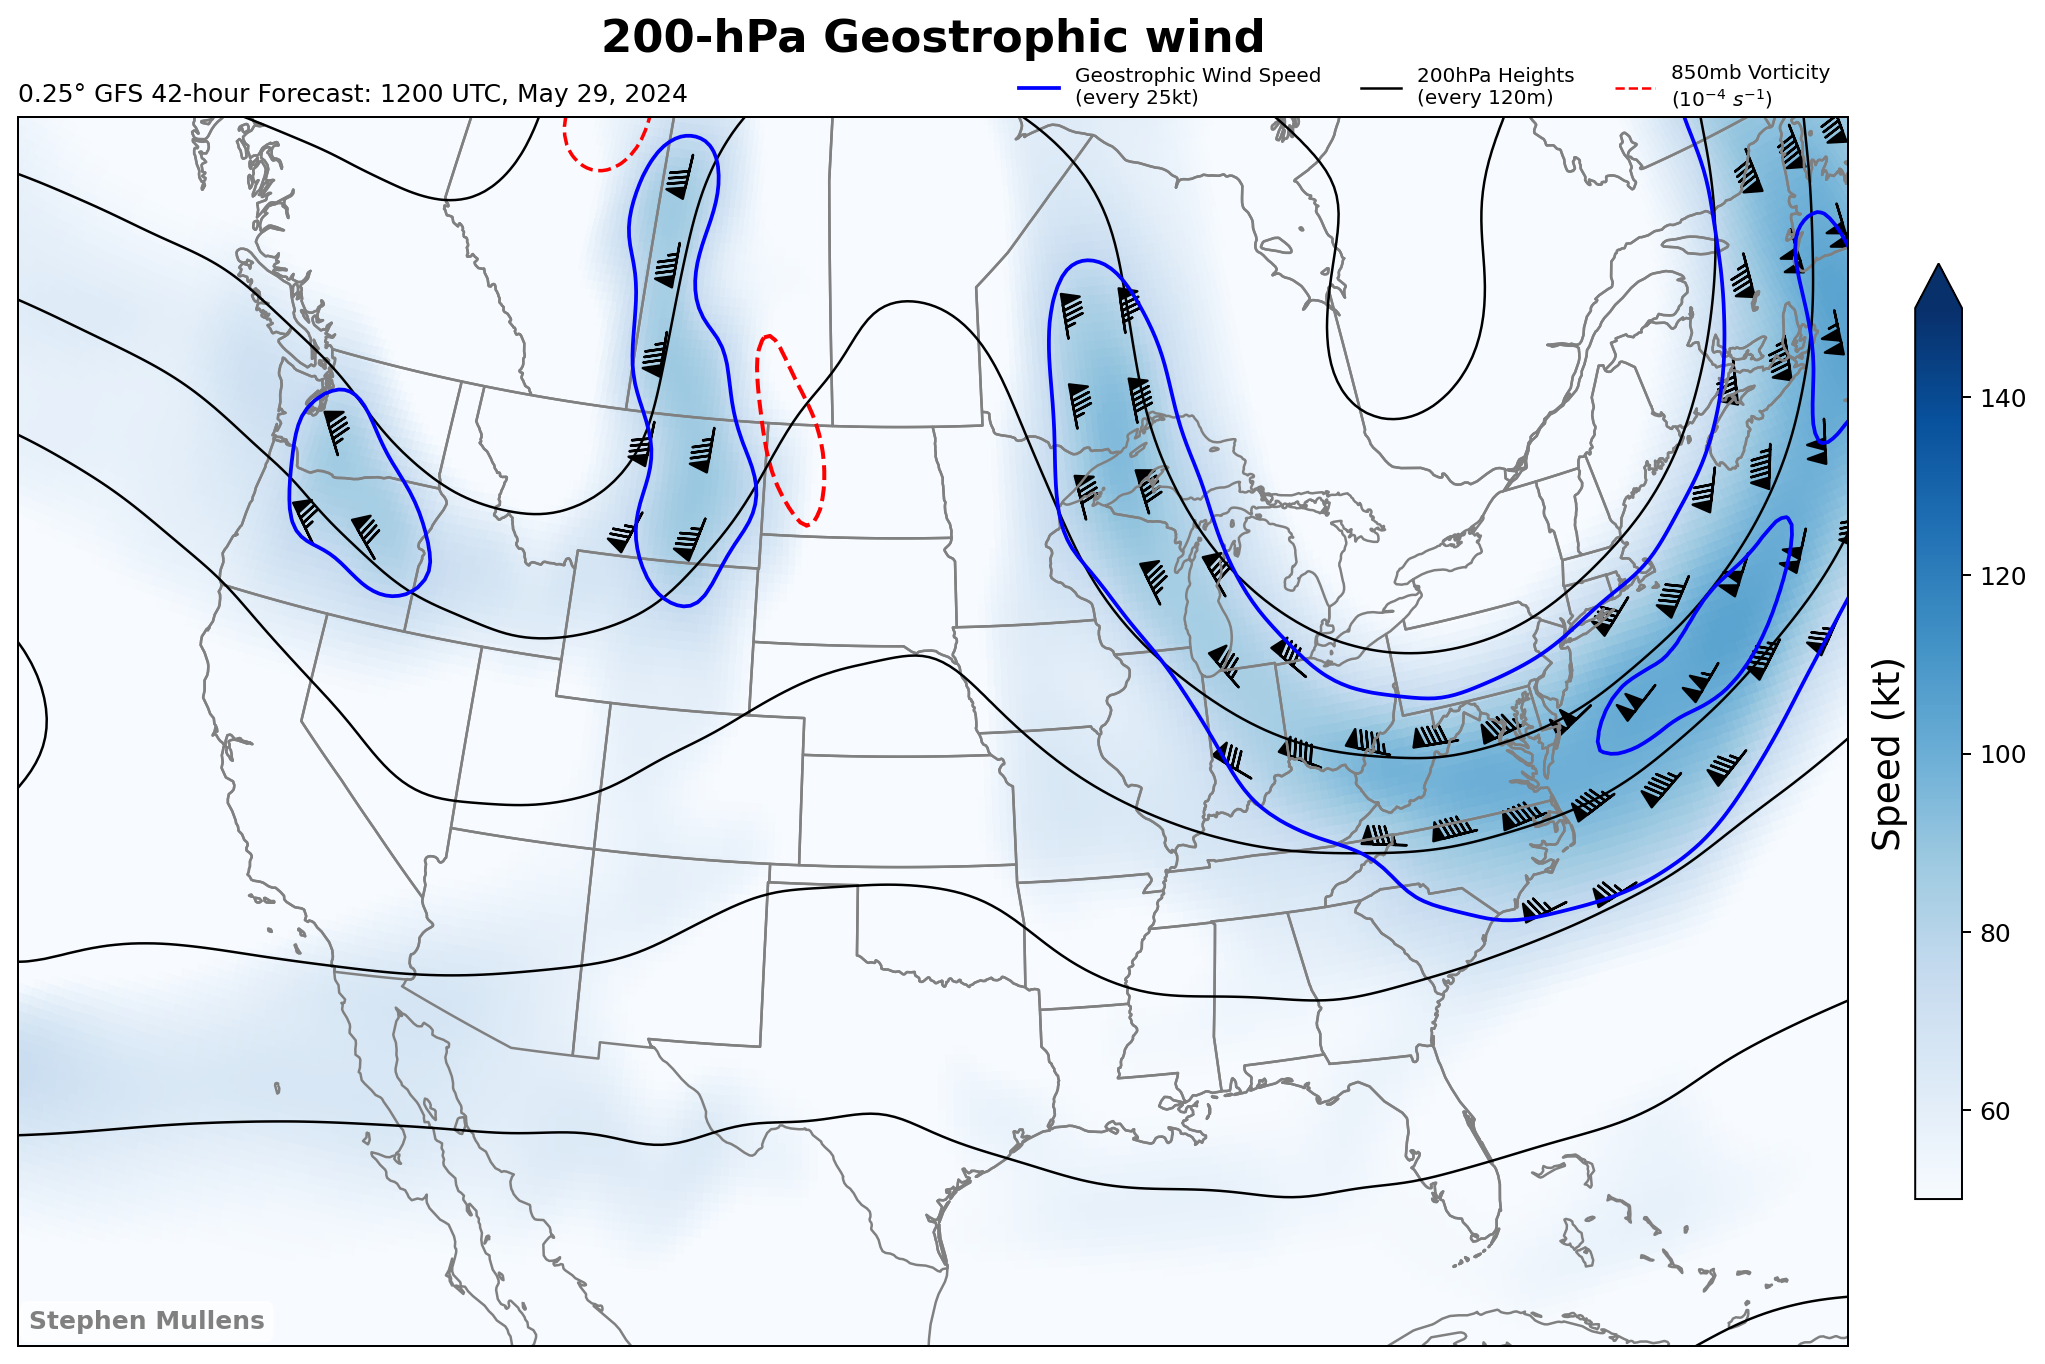 200-hPa Geostrophic wind
0.25° GFS 42-hour Forecast: 1200 UTC, May 29, 2024
Geostrophic Wind Speed
(every 25kt)
200hPa Heights
(every 120m)
850mb Vorticity
(10⁻⁴ s⁻¹)
140
120
100
80
60
Speed (kt)
Stephen Mullens